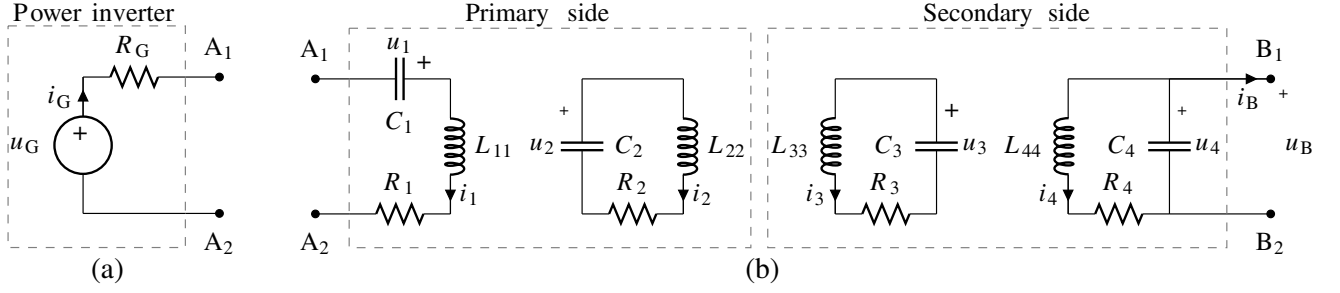 Power inverter
Primary side
Secondary side
R_G
A_1
A_1
u_1
+
B_1
i_G
+
C_1
+
+
+
i_B
+
u_G
L_11
u_2
C_2
L_22
L_33
C_3
u_3
L_44
C_4
u_4
u_B
R_1
i_1
R_2
i_2
i_3
R_3
i_4
R_4
A_2
A_2
B_2
(a)
(b)